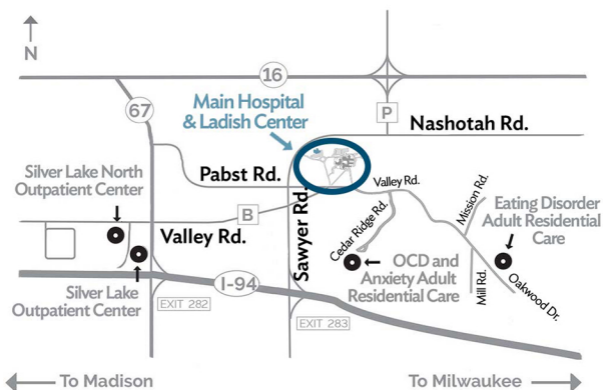 N
16
67
Main Hospital
& Ladish Center
P
Nashotah Rd.
Silver Lake North
Outpatient Center
Pabst Rd.
Valley Rd.
Mission Rd.
Eating Disorder
Adult Residential
Care
B
Valley Rd.
Sawyer Rd.
Cedar Ridge Rd.
OCD and
Anxiety Adult
Residential Care
Mill Rd.
Oakwood Dr.
Silver Lake
Outpatient Center
I-94
EXIT 282
EXIT 283
To Madison
To Milwaukee